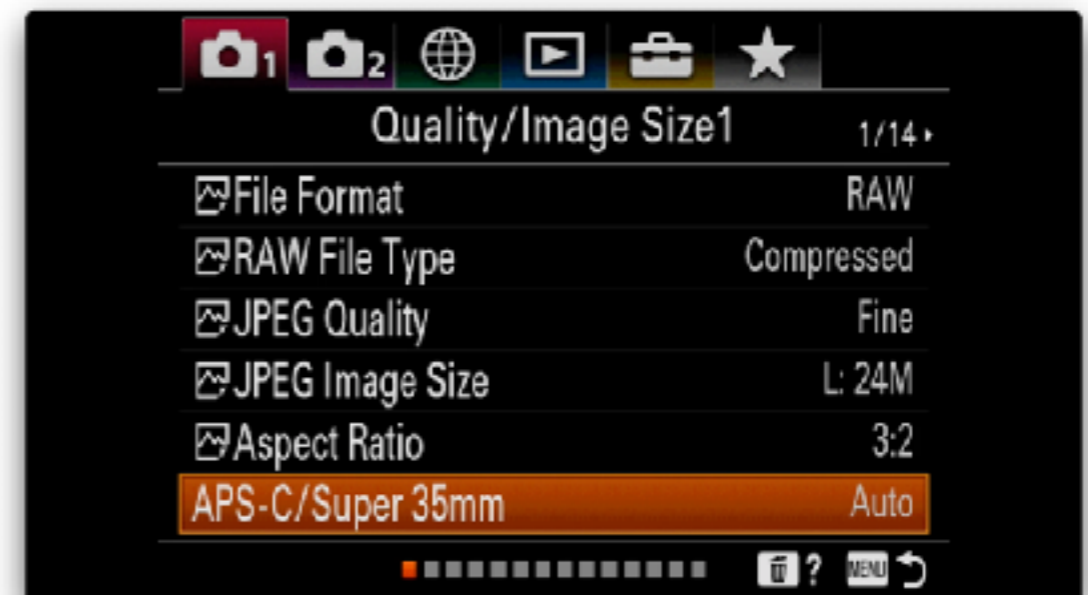 1 2
Quality/Image Size1 1/14
File Format RAW
RAW File Type Compressed
JPEG Quality Fine
JPEG Image Size L: 24M
Aspect Ratio 3:2
APS-C/Super 35mm Auto
? MENU